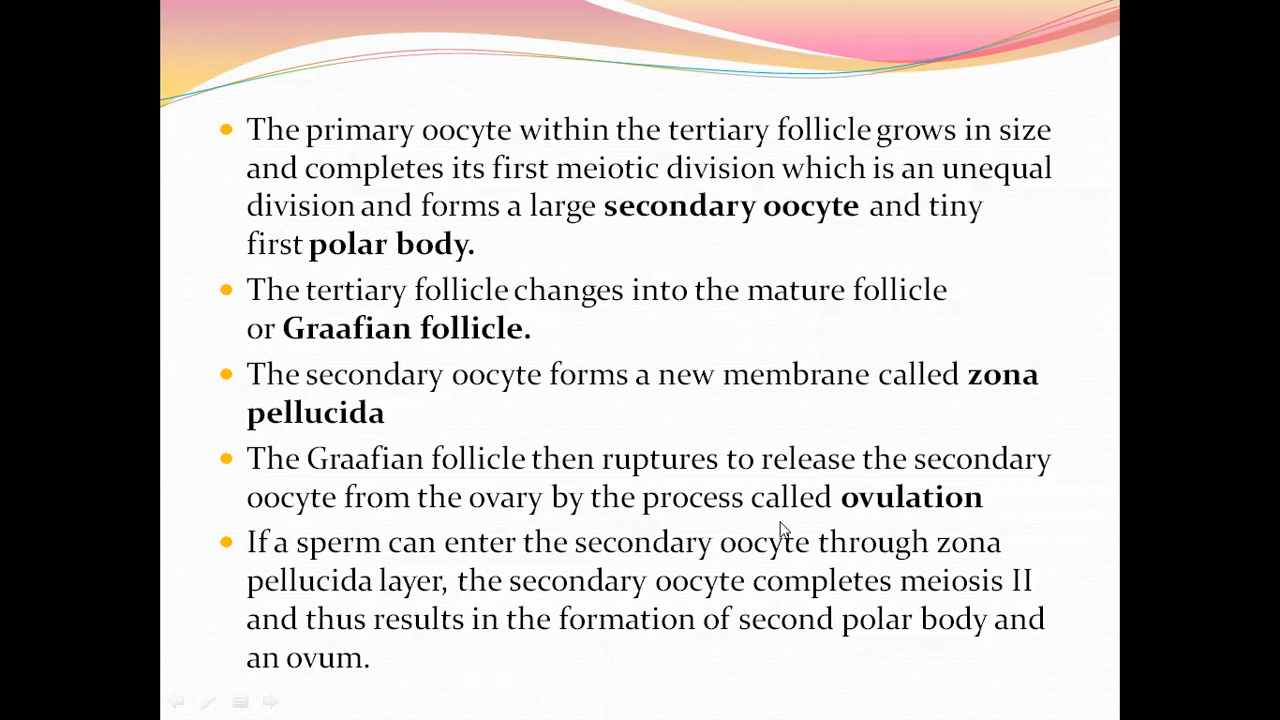 The primary oocyte within the tertiary follicle grows in size
and completes its first meiotic division which is an unequal
division and forms a large secondary oocyte and tiny
first polar body.
The tertiary follicle changes into the mature follicle
or Graafian follicle.
The secondary oocyte forms a new membrane called zona
pellucida
The Graafian follicle then ruptures to release the secondary
oocyte from the ovary by the process called ovulation
If a sperm can enter the secondary oocyte through zona
pellucida layer, the secondary oocyte completes meiosis II
and thus results in the formation of second polar body and
an ovum.